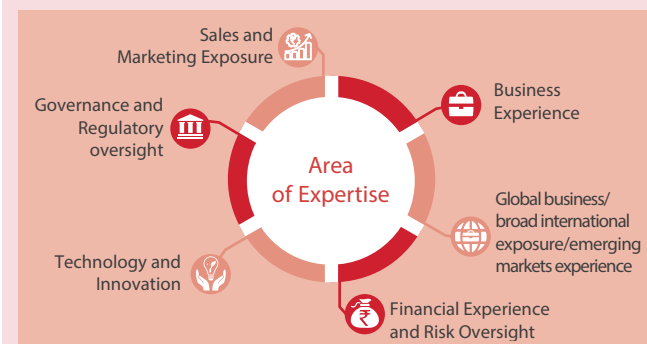 Sales and
Marketing Exposure
Governance and
Regulatory
oversight
Technology and
Innovation
Area
of Expertise
Business
Experience
Global business/
broad international
exposure/emerging
markets experience
Financial Experience
and Risk Oversight
₹